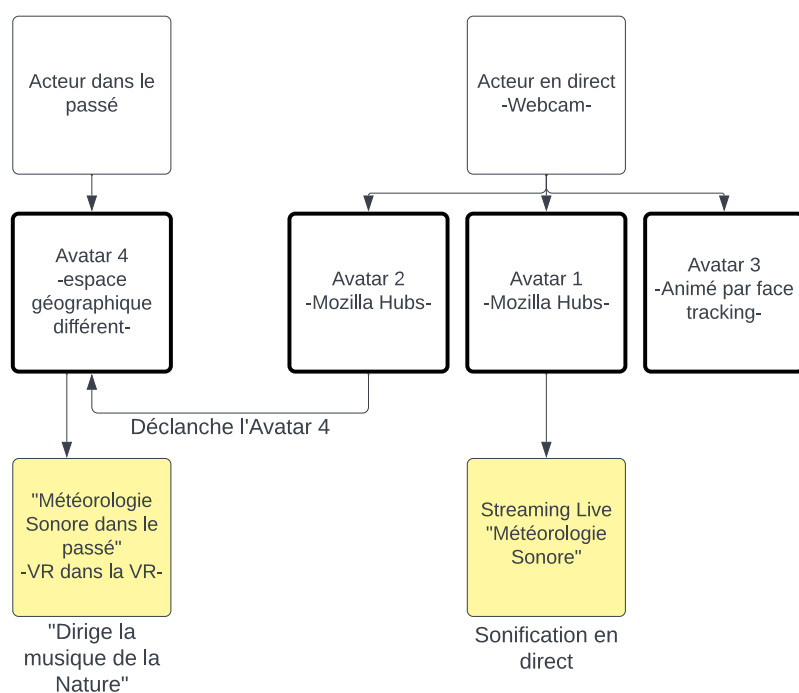 Acteur dans le
passé
Acteur en direct
-Webcam-
Avatar 4
-espace
géographique
différent-
Avatar 2
-Mozilla Hubs-
Avatar 1
-Mozilla Hubs-
Avatar 3
-Animé par face
tracking-
Déclanche l'Avatar 4
"Météorologie
Sonore dans le
passé"
-VR dans la VR-
Streaming Live
"Météorologie
Sonore"
"Dirige la
musique de la
Nature"
Sonification en
direct